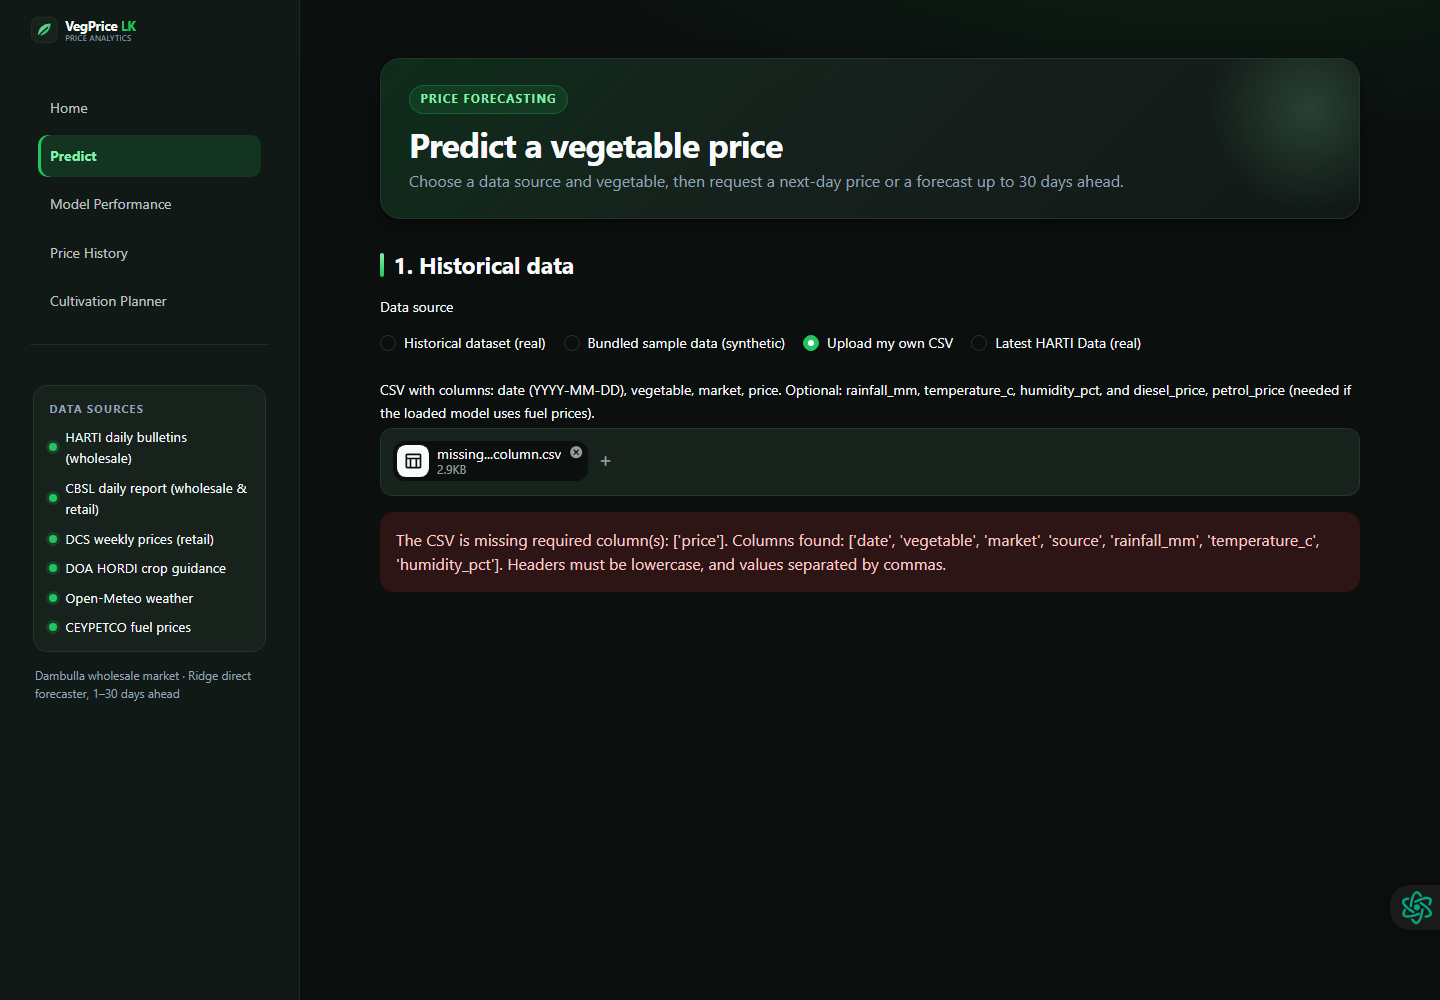 VegPrice LK
PRICE ANALYTICS
Home
Predict
Model Performance
Price History
Cultivation Planner
DATA SOURCES
HARTI daily bulletins
(wholesale)
CBSL daily report (wholesale &
retail)
DCS weekly prices (retail)
DOA HORDI crop guidance
Open-Meteo weather
CEYPETCO fuel prices
Dambulla wholesale market · Ridge direct
forecaster, 1–30 days ahead
PRICE FORECASTING
Predict a vegetable price
Choose a data source and vegetable, then request a next-day price or a forecast up to 30 days ahead.
1. Historical data
Data source
Historical dataset (real)
Bundled sample data (synthetic)
Upload my own CSV
Latest HARTI Data (real)
CSV with columns: date (YYYY-MM-DD), vegetable, market, price. Optional: rainfall_mm, temperature_c, humidity_pct, and diesel_price, petrol_price (needed if
the loaded model uses fuel prices).
missing...column.csv
2.9KB
The CSV is missing required column(s): ['price']. Columns found: ['date', 'vegetable', 'market', 'source', 'rainfall_mm', 'temperature_c',
'humidity_pct']. Headers must be lowercase, and values separated by commas.